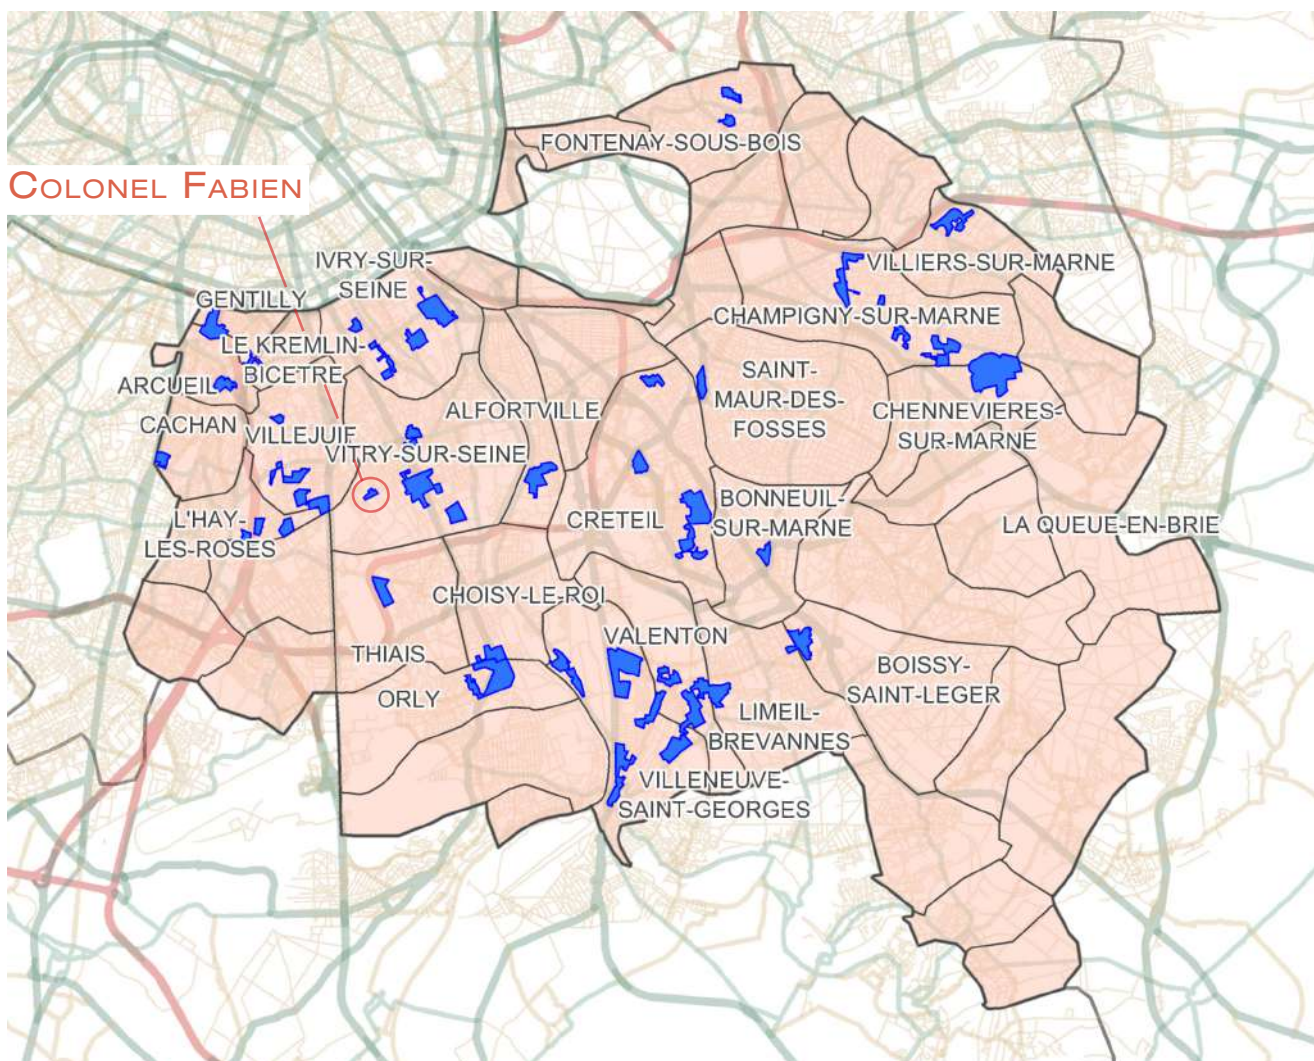 FONTENAY-SOUS-BOIS
COLONEL FABIEN
IVRY-SUR-
SEINE
VILLIERS-SUR-MARNE
GENTILLY
CHAMPIGNY-SUR-MARNE
LE KREMLIN-
BICETRE
ARCUEIL
SAINT-
MAUR-DES-
FOSSES
CACHAN
ALFORTVILLE
CHENNEVIERES-
SUR-MARNE
VILLEJUIF
VITRY-SUR-SEINE
BONNEUIL-
SUR-MARNE
L'HAY-
LES-ROSES
CRETEIL
LA QUEUE-EN-BRIE
CHOISY-LE-ROI
VALENTON
THIAIS
BOISSY-
SAINT-LEGER
ORLY
LIMEIL-
BREVANNES
VILLENEUVE-
SAINT-GEORGES